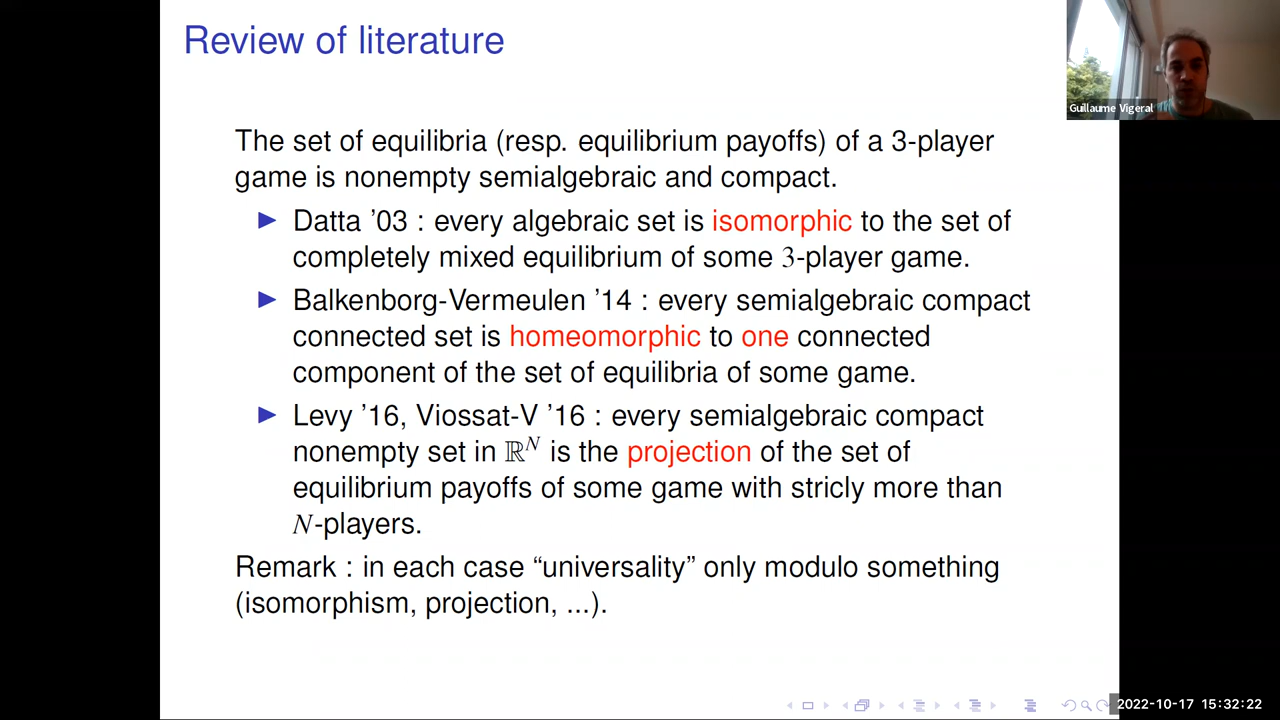 Review of literature
Guillaume Vigeral
The set of equilibria (resp. equilibrium payoffs) of a 3-player
game is nonempty semialgebraic and compact.
▶ Datta ’03 : every algebraic set is isomorphic to the set of
completely mixed equilibrium of some 3-player game.
▶ Balkenborg-Vermeulen ’14 : every semialgebraic compact
connected set is homeomorphic to one connected
component of the set of equilibria of some game.
▶ Levy ’16, Viossat-V ’16 : every semialgebraic compact
nonempty set in ℝ^N is the projection of the set of
equilibrium payoffs of some game with stricly more than
N-players.
Remark : in each case “universality” only modulo something
(isomorphism, projection, ...).
2022-10-17 15:32:22